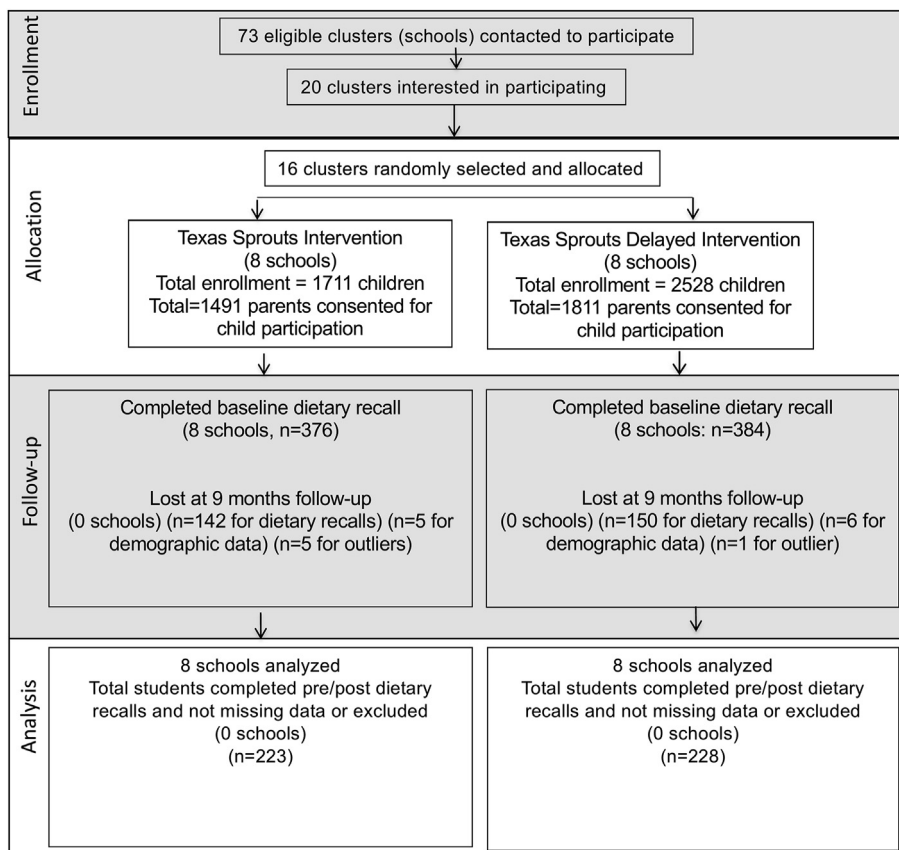 Enrollment
73 eligible clusters (schools) contacted to participate
20 clusters interested in participating
Allocation
16 clusters randomly selected and allocated
Texas Sprouts Intervention
(8 schools)
Total enrollment = 1711 children
Total=1491 parents consented for
child participation
Texas Sprouts Delayed Intervention
(8 schools)
Total enrollment = 2528 children
Total=1811 parents consented for
child participation
Follow-up
Completed baseline dietary recall
(8 schools, n=376)
Lost at 9 months follow-up
(0 schools) (n=142 for dietary recalls) (n=5 for
demographic data) (n=5 for outliers)
Completed baseline dietary recall
(8 schools: n=384)
Lost at 9 months follow-up
(0 schools) (n=150 for dietary recalls) (n=6 for
demographic data) (n=1 for outlier)
Analysis
8 schools analyzed
Total students completed pre/post dietary
recalls and not missing data or excluded
(0 schools)
(n=223)
8 schools analyzed
Total students completed pre/post dietary
recalls and not missing data or excluded
(0 schools)
(n=228)